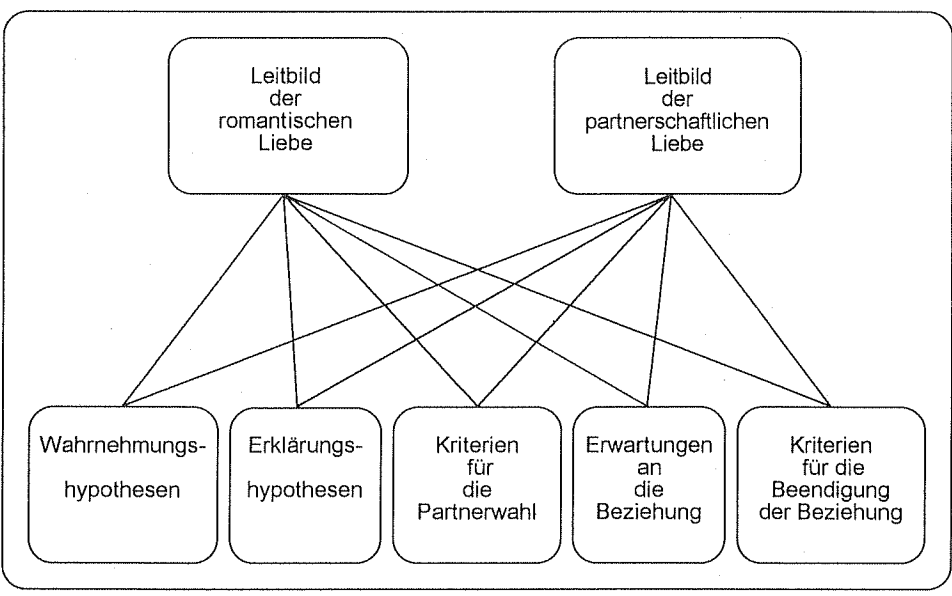 Leitbild
der
romantischen
Liebe
Leitbild
der
partnerschaftlichen
Liebe
Wahrnehmungs-
hypothesen
Erklärungs-
hypothesen
Kriterien
für
die
Partnerwahl
Erwartungen
an
die
Beziehung
Kriterien
für die
Beendigung
der Beziehung